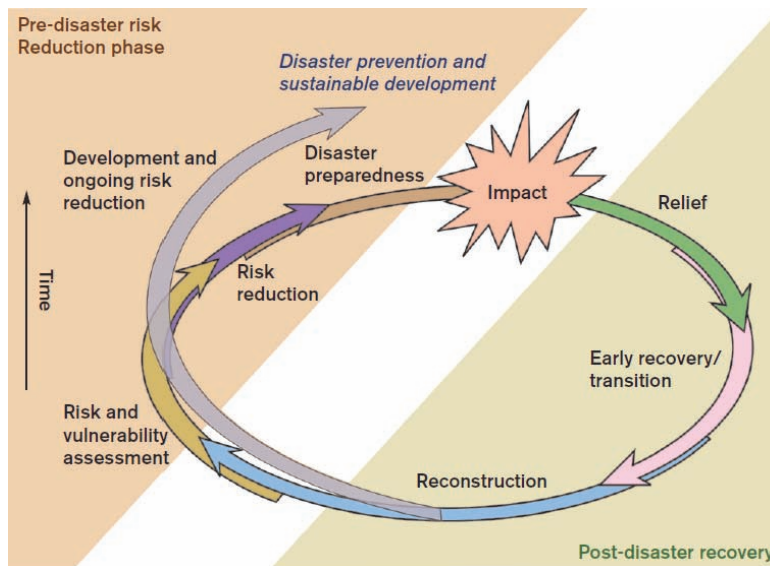 Pre-disaster risk
Reduction phase
Disaster prevention and
sustainable development
Development and
ongoing risk
reduction
Disaster
preparedness
Impact
Relief
Time
Risk
reduction
Early recovery/
transition
Risk and
vulnerability
assessment
Reconstruction
Post-disaster recovery